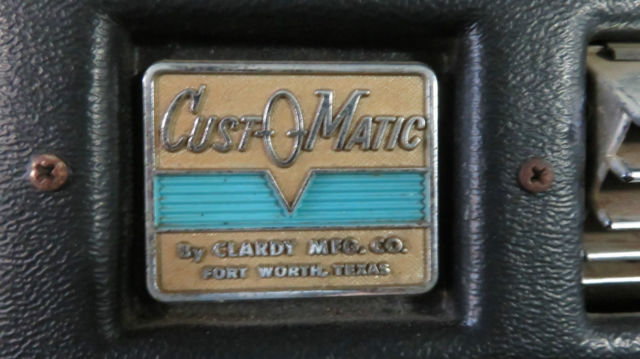 Cust-O-Matic
By CLARDY MFG. CO.
FORT WORTH, TEXAS